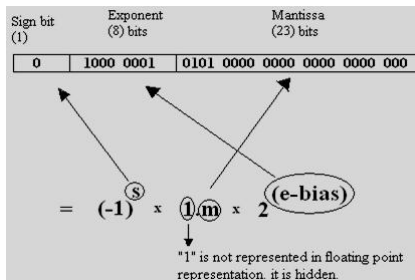 Sign bit
(1)
Exponent
(8) bits
Mantissa
(23) bits
0 1000 0001 0101 0000 0000 0000 0000 000
= (-1)^s x 1.m x 2^(e-bias)
"1" is not represented in floating point
representation. it is hidden.